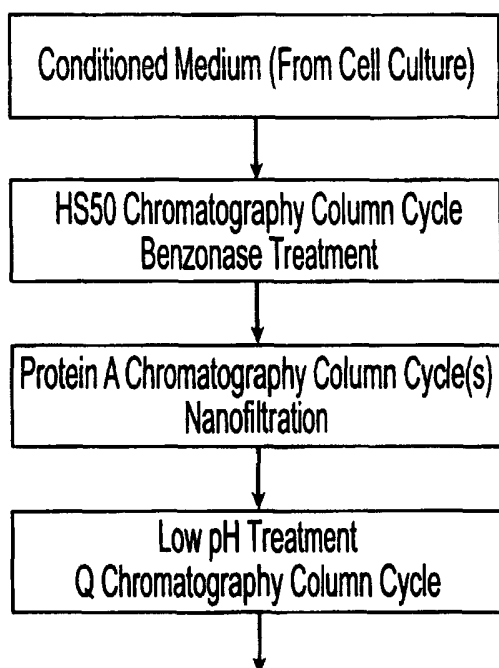 Conditioned Medium (From Cell Culture)
HS50 Chromatography Column Cycle
Benzonase Treatment
Protein A Chromatography Column Cycle(s)
Nanofiltration
Low pH Treatment
Q Chromatography Column Cycle